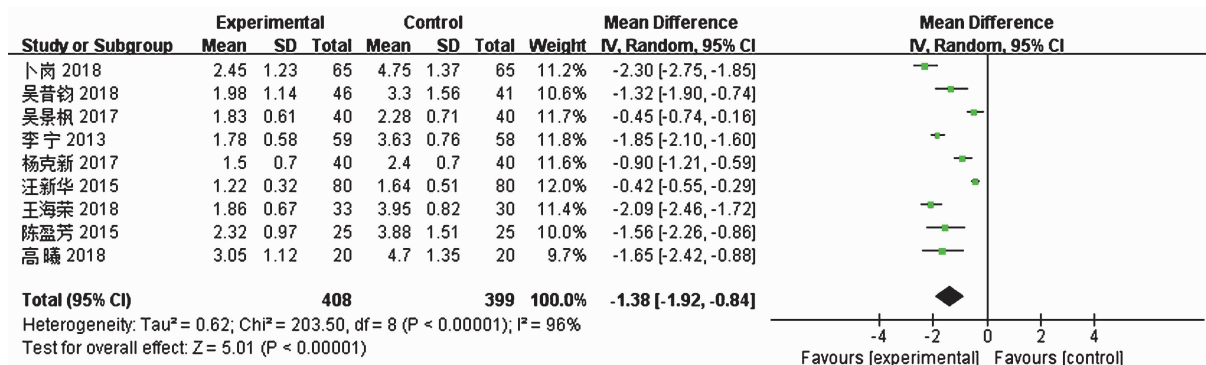 Experimental Control Mean Difference Mean Difference
Study or Subgroup Mean SD Total Mean SD Total Weight IV, Random, 95% CI IV, Random, 95% CI
卜岗 2018 2.45 1.23 65 4.75 1.37 65 11.2% -2.30 [-2.75, -1.85]
吴昔钧 2018 1.98 1.14 46 3.3 1.56 41 10.6% -1.32 [-1.90, -0.74]
吴景枫 2017 1.83 0.61 40 2.28 0.71 40 11.7% -0.45 [-0.74, -0.16]
李宁 2013 1.78 0.58 59 3.63 0.76 58 11.8% -1.85 [-2.10, -1.60]
杨克新 2017 1.5 0.7 40 2.4 0.7 40 11.6% -0.90 [-1.21, -0.59]
汪新华 2015 1.22 0.32 80 1.64 0.51 80 12.0% -0.42 [-0.55, -0.29]
王海荣 2018 1.86 0.67 33 3.95 0.82 30 11.4% -2.09 [-2.46, -1.72]
陈盈芳 2015 2.32 0.97 25 3.88 1.51 25 10.0% -1.56 [-2.26, -0.86]
高曦 2018 3.05 1.12 20 4.7 1.35 20 9.7% -1.65 [-2.42, -0.88]
Total (95% CI) 408 399 100.0% -1.38 [-1.92, -0.84]
Heterogeneity: Tau² = 0.62; Chi² = 203.50, df = 8 (P < 0.00001); I² = 96%
Test for overall effect: Z = 5.01 (P < 0.00001)
-4 -2 0 2 4
Favours [experimental] Favours [control]